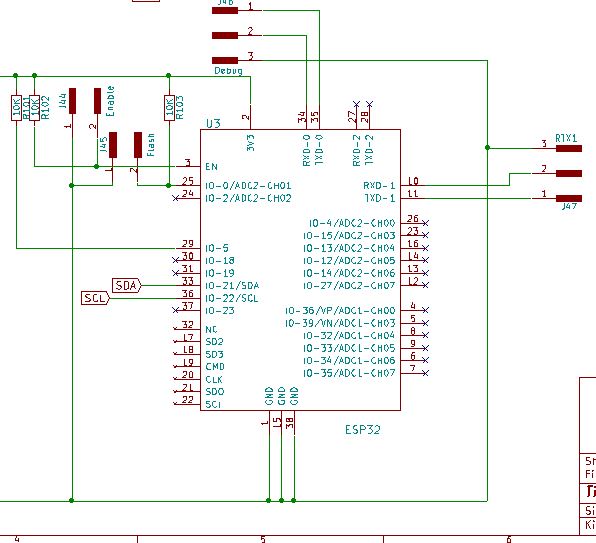 J46
1
2
3
Debug
10K
R101
10K
R102
J44
1
2
Enable
J45
1
2
Flash
10K
R103
U3
2
3V3
34
RXD-0
35
TXD-0
27
RXD-2
28
TXD-2
3
EN
25
IO-0/ADC2-CH01
24
IO-2/ADC2-CH02
RXD-1
10
TXD-1
11
RTX1
3
2
1
J47
29
IO-5
30
IO-18
31
IO-19
SDA
33
IO-21/SDA
SCL
36
IO-22/SCL
37
IO-23
32
NC
17
SD2
18
SD3
19
CMD
20
CLK
21
SD0
22
SC1
IO-4/ADC2-CH00
26
IO-15/ADC2-CH03
23
IO-13/ADC2-CH04
16
IO-12/ADC2-CH05
14
IO-14/ADC2-CH06
13
IO-27/ADC2-CH07
12
IO-36/VP/ADC1-CH00
4
IO-39/VN/ADC1-CH03
5
IO-32/ADC1-CH04
8
IO-33/ADC1-CH05
9
IO-34/ADC1-CH06
6
IO-35/ADC1-CH07
7
GND
1
GND
15
GND
38
ESP32
4
5
6
Sh
Fi
Ti
Si
Ki